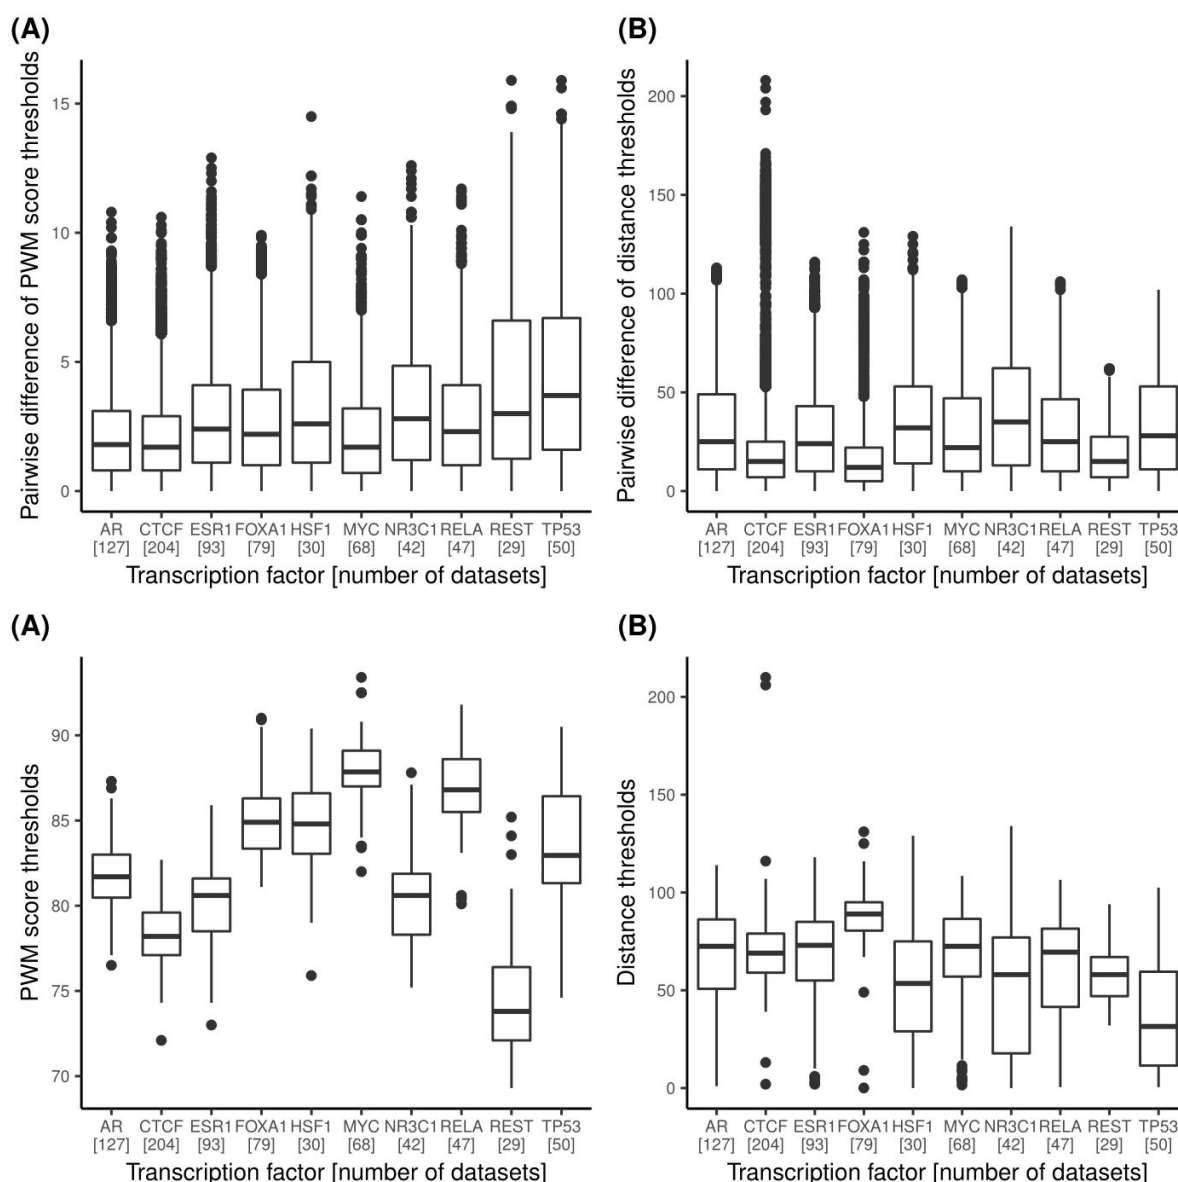 (A)
Pairwise difference of PWM score thresholds
15
10
5
0
AR CTCF ESR1 FOXA1 HSF1 MYC NR3C1 RELA REST TP53
[127] [204] [93] [79] [30] [68] [42] [47] [29] [50]
Transcription factor [number of datasets]
(B)
Pairwise difference of distance thresholds
200
150
100
50
0
AR CTCF ESR1 FOXA1 HSF1 MYC NR3C1 RELA REST TP53
[127] [204] [93] [79] [30] [68] [42] [47] [29] [50]
Transcription factor [number of datasets]
(A)
PWM score thresholds
90
85
80
75
70
AR CTCF ESR1 FOXA1 HSF1 MYC NR3C1 RELA REST TP53
[127] [204] [93] [79] [30] [68] [42] [47] [29] [50]
Transcription factor [number of datasets]
(B)
Distance thresholds
200
150
100
50
0
AR CTCF ESR1 FOXA1 HSF1 MYC NR3C1 RELA REST TP53
[127] [204] [93] [79] [30] [68] [42] [47] [29] [50]
Transcription factor [number of datasets]